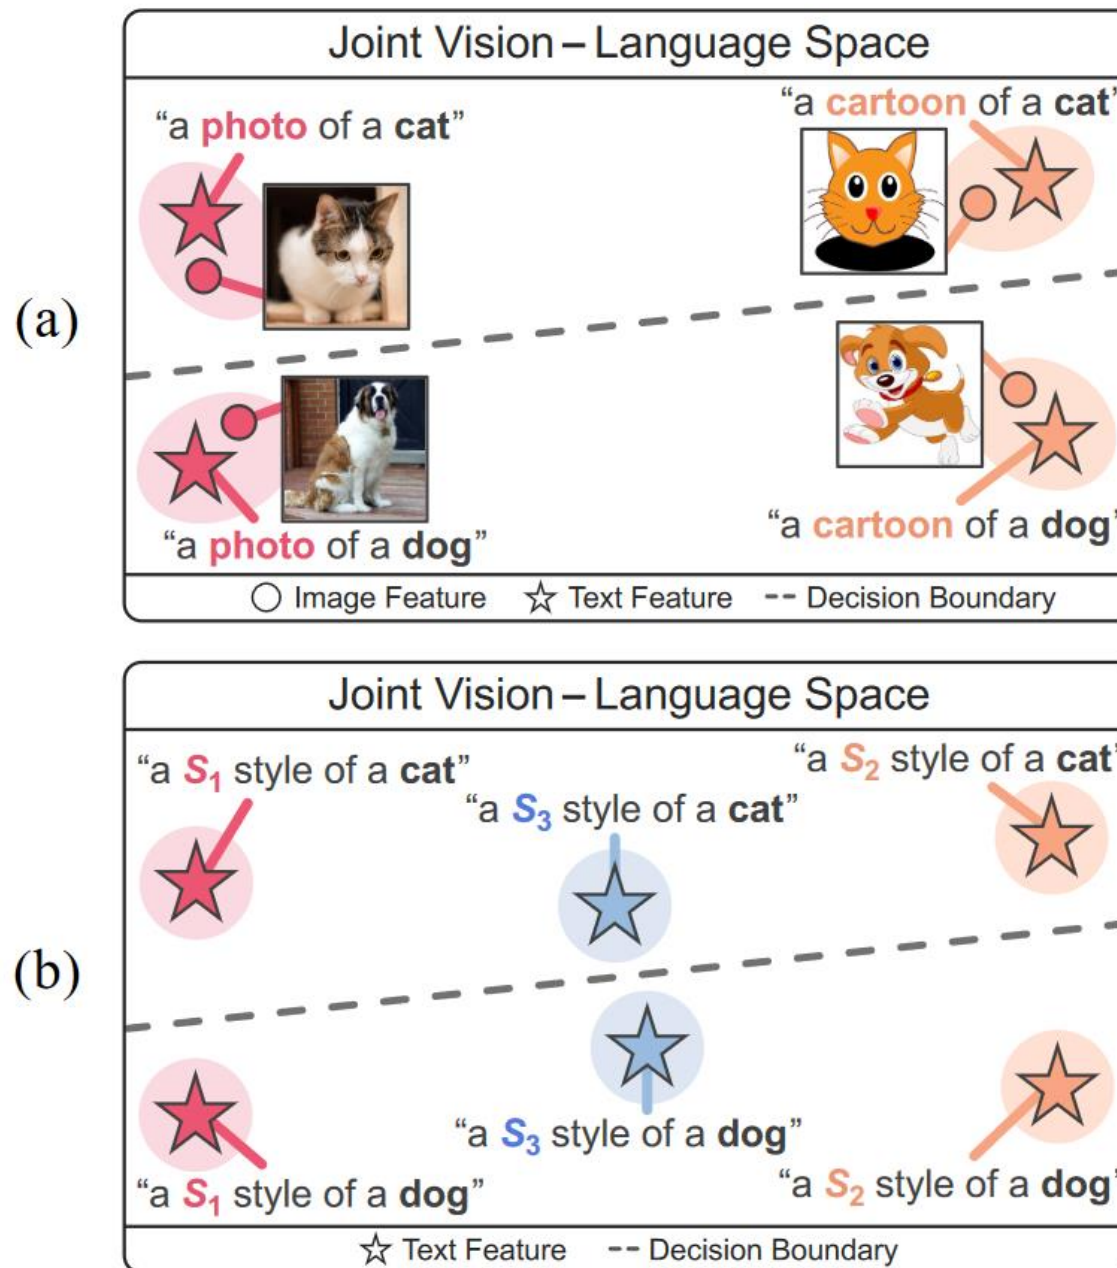 Joint Vision – Language Space
“a photo of a cat”
“a cartoon of a cat”
(a)
“a photo of a dog”
“a cartoon of a dog”
Image Feature Text Feature Decision Boundary
Joint Vision – Language Space
“a S1 style of a cat”
“a S2 style of a cat”
“a S3 style of a cat”
(b)
“a S3 style of a dog”
“a S1 style of a dog”
“a S2 style of a dog”
Text Feature Decision Boundary